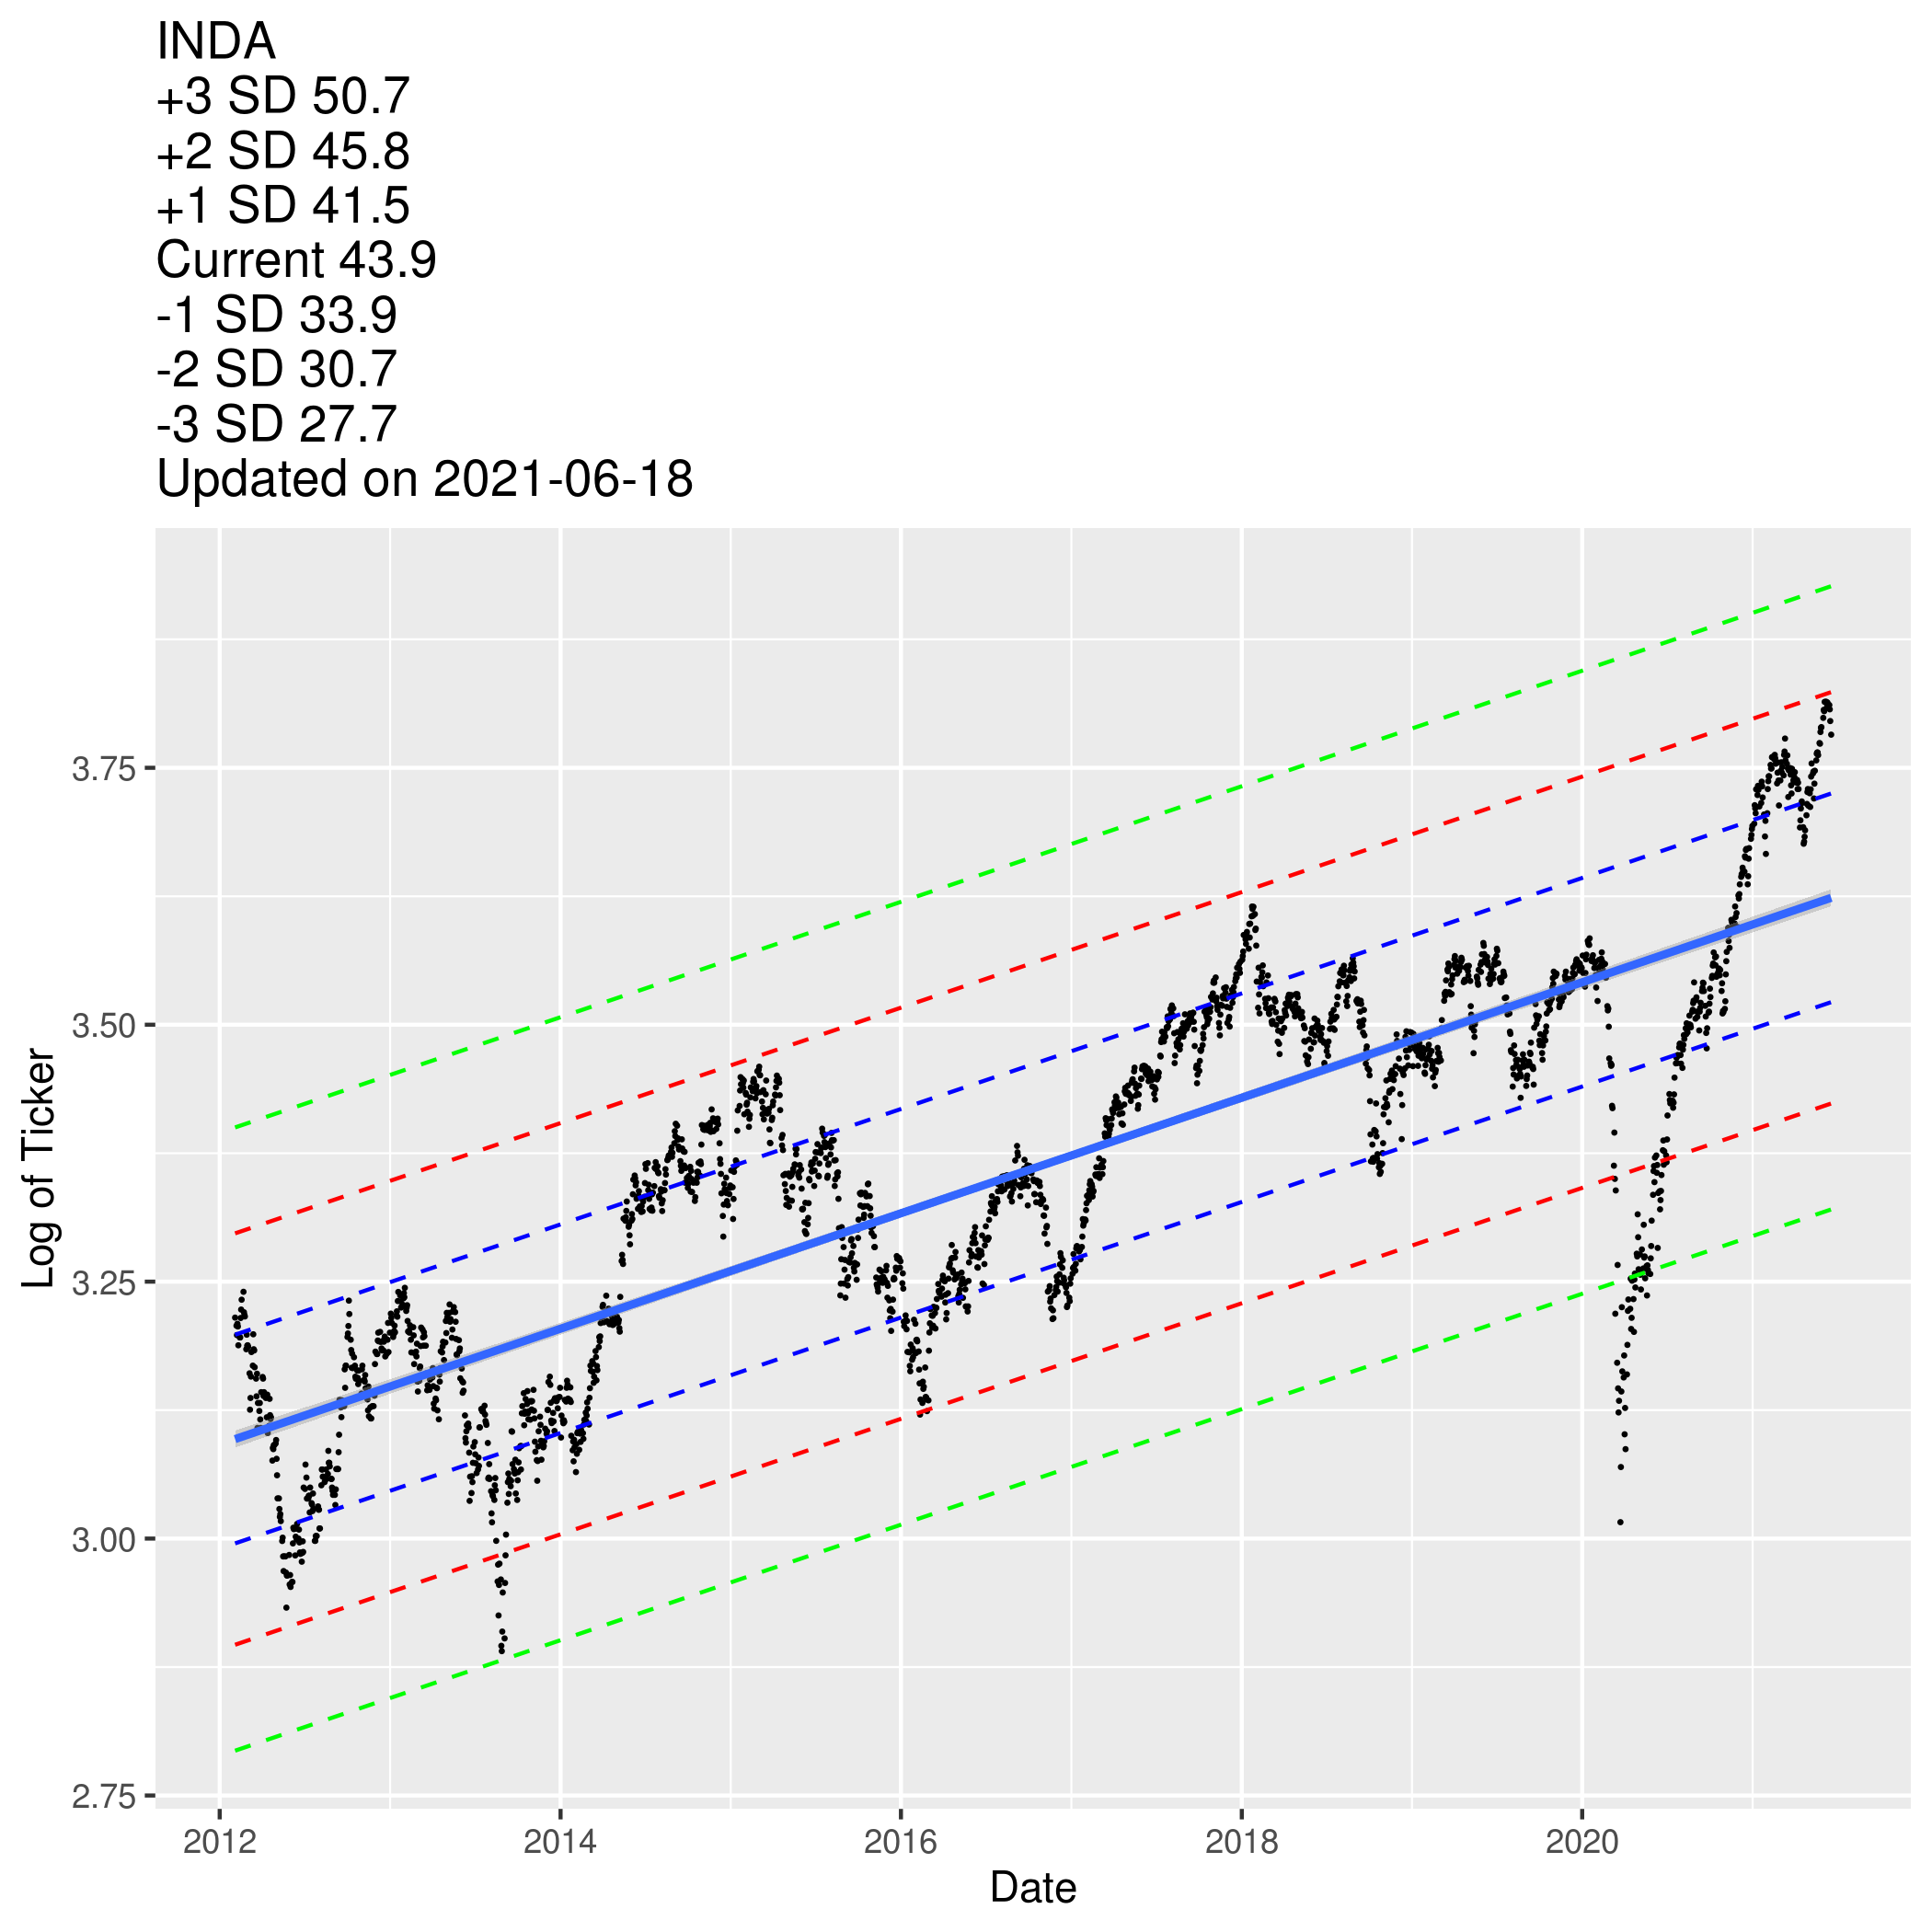 INDA
+3 SD 50.7
+2 SD 45.8
+1 SD 41.5
Current 43.9
-1 SD 33.9
-2 SD 30.7
-3 SD 27.7
Updated on 2021-06-18
3.75
3.50
3.25
3.00
2.75
Log of Ticker
2012 2014 2016 2018 2020
Date